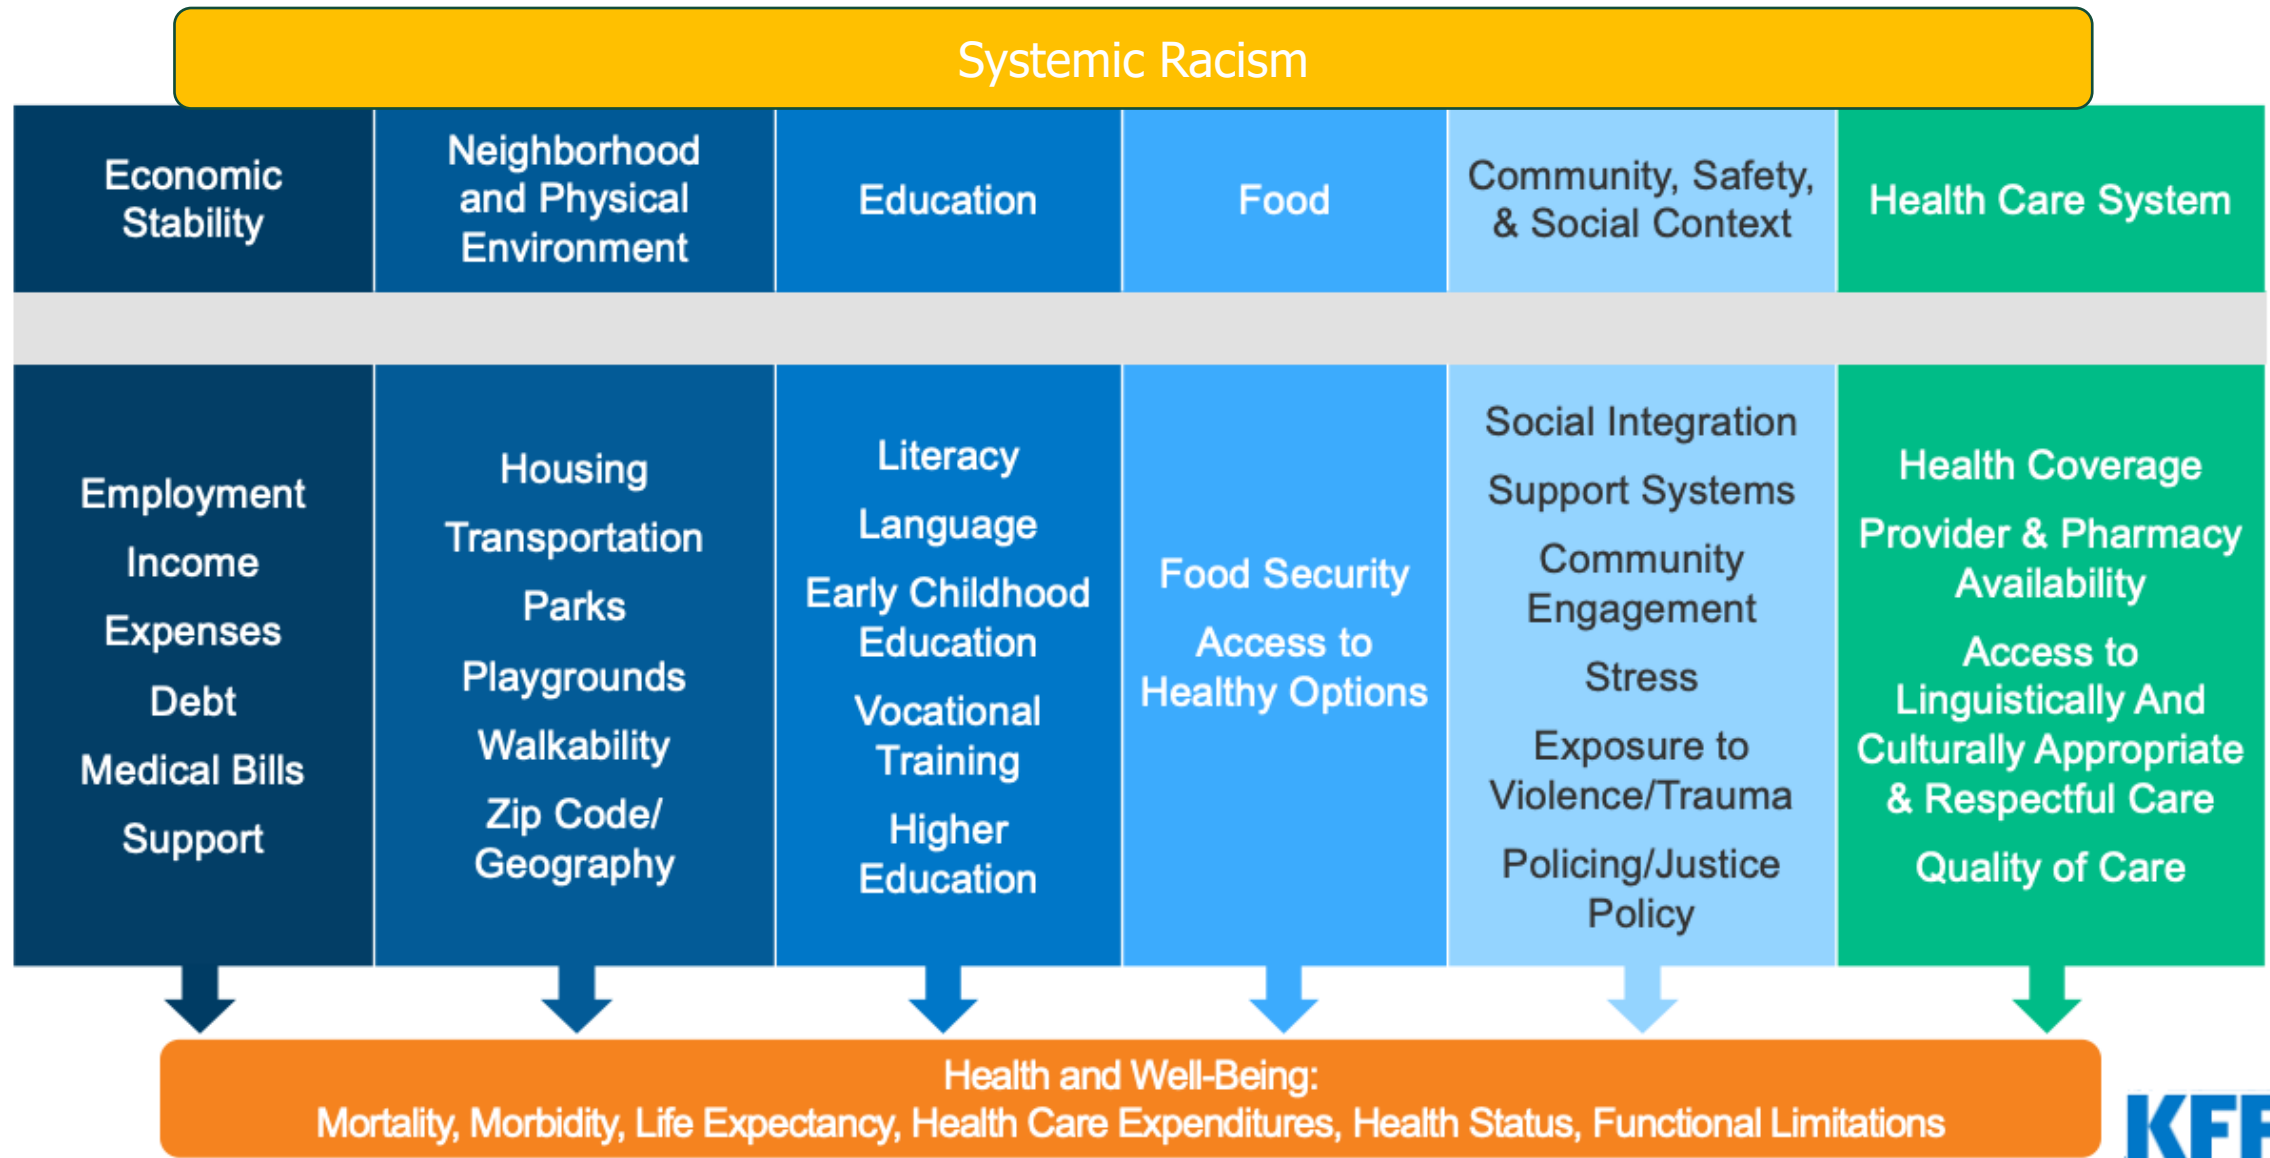 Systemic Racism
Economic
Stability
Neighborhood
and Physical
Environment
Education
Food
Community, Safety,
& Social Context
Health Care System
Employment
Income
Expenses
Debt
Medical Bills
Support
Housing
Transportation
Parks
Playgrounds
Walkability
Zip Code/
Geography
Literacy
Language
Early Childhood
Education
Vocational
Training
Higher
Education
Food Security
Access to
Healthy Options
Social Integration
Support Systems
Community
Engagement
Stress
Exposure to
Violence/Trauma
Policing/Justice
Policy
Health Coverage
Provider & Pharmacy
Availability
Access to
Linguistically And
Culturally Appropriate
& Respectful Care
Quality of Care
Health and Well-Being:
Mortality, Morbidity, Life Expectancy, Health Care Expenditures, Health Status, Functional Limitations
KFF